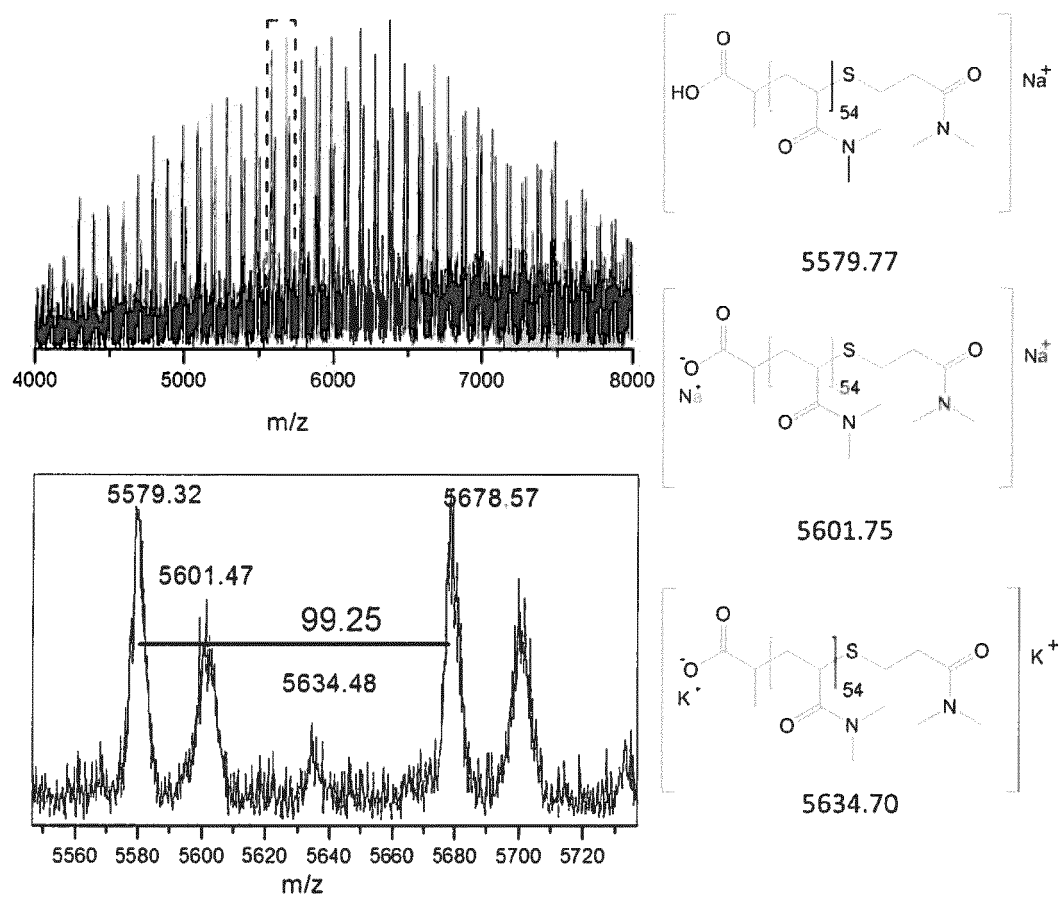 4000 5000 6000 7000 8000
m/z
5579.32 5678.57
5601.47
99.25
5634.48
5560 5580 5600 5620 5640 5660 5680 5700 5720
m/z
O
HO
S
O
Na+
54
O
N
N
5579.77
O
-O
Na+
S
O
Na+
54
O
N
N
5601.75
O
-O
K+
S
O
K+
54
O
N
N
5634.70